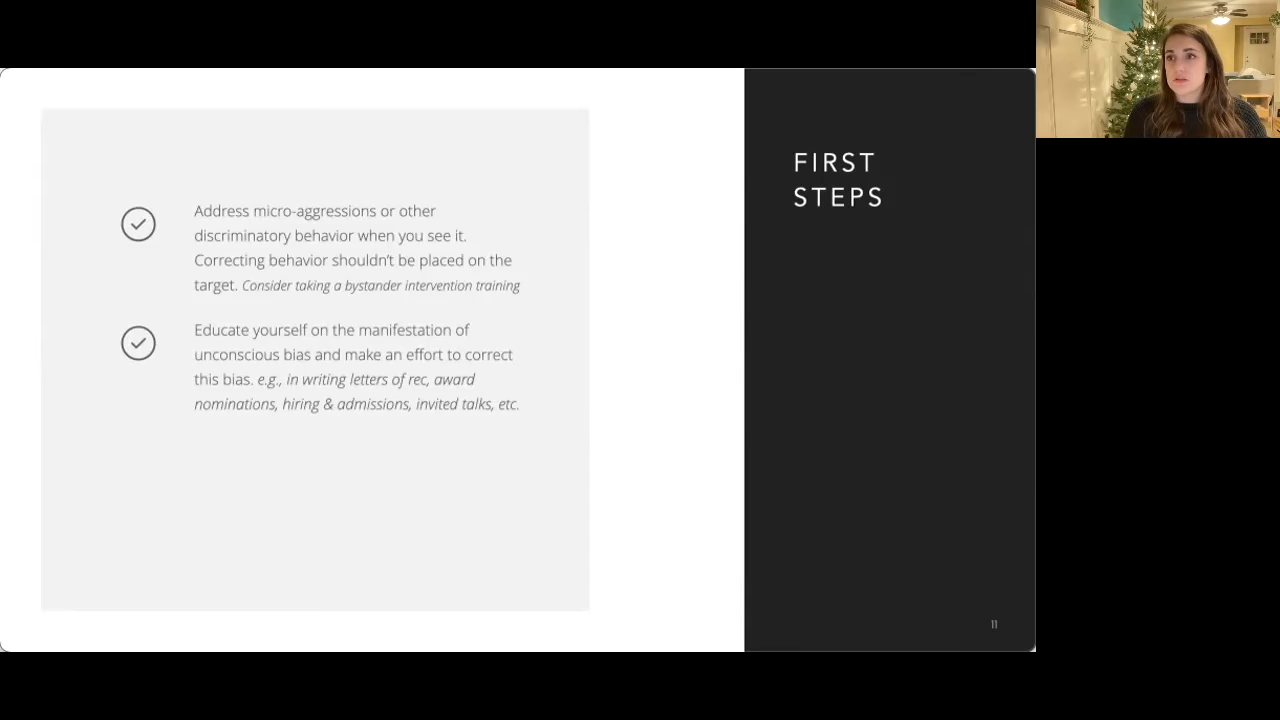 Address micro-aggressions or other
discriminatory behavior when you see it.
Correcting behavior shouldn't be placed on the
target. Consider taking a bystander intervention training
Educate yourself on the manifestation of
unconscious bias and make an effort to correct
this bias. e.g., in writing letters of rec, award
nominations, hiring & admissions, invited talks, etc.
FIRST
STEPS
11